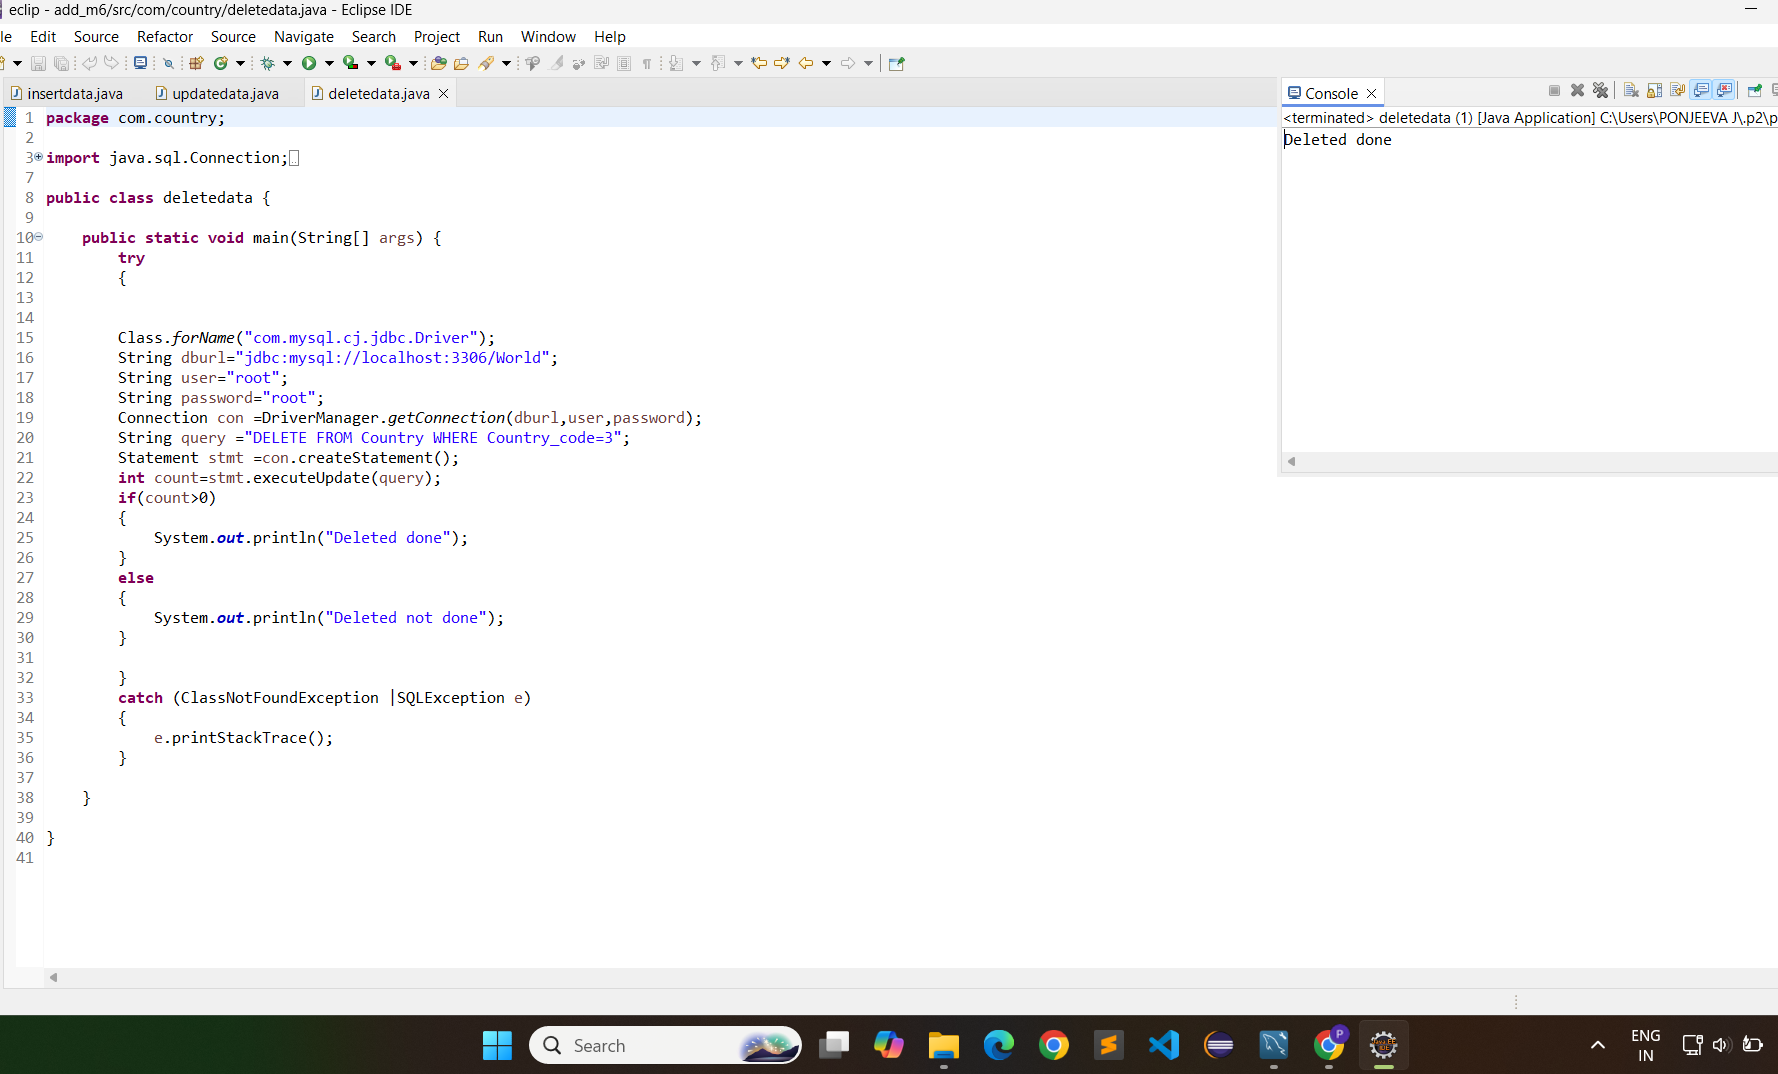 eclip - add_m6/src/com/country/deletedata.java - Eclipse IDE
le Edit Source Refactor Source Navigate Search Project Run Window Help
insertdata.java updatedata.java deletedata.java
1 package com.country;
2
3 import java.sql.Connection;
7
8 public class deletedata {
9
10 public static void main(String[] args) {
11 try
12 {
13
14
15 Class.forName("com.mysql.cj.jdbc.Driver");
16 String dburl="jdbc:mysql://localhost:3306/World";
17 String user="root";
18 String password="root";
19 Connection con =DriverManager.getConnection(dburl,user,password);
20 String query ="DELETE FROM Country WHERE Country_code=3";
21 Statement stmt =con.createStatement();
22 int count=stmt.executeUpdate(query);
23 if(count>0)
24 {
25 System.out.println("Deleted done");
26 }
27 else
28 {
29 System.out.println("Deleted not done");
30 }
31
32 }
33 catch (ClassNotFoundException |SQLException e)
34 {
35 e.printStackTrace();
36 }
37
38 }
39
40 }
41
Console
<terminated> deletedata (1) [Java Application] C:\Users\PONJEEVA J\.p2\p
Deleted done
Search
P
ENG
IN